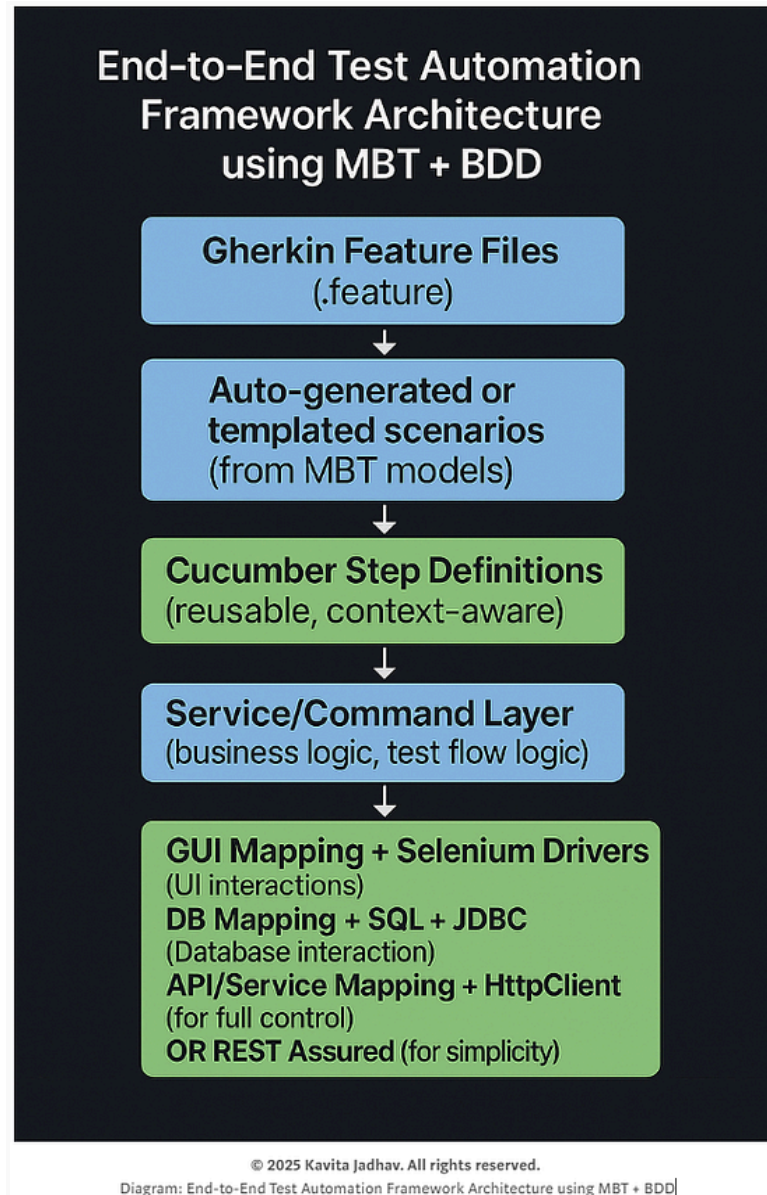 End-to-End Test Automation
Framework Architecture
using MBT + BDD
Gherkin Feature Files
(.feature)
Auto-generated or
templated scenarios
(from MBT models)
Cucumber Step Definitions
(reusable, context-aware)
Service/Command Layer
(business logic, test flow logic)
GUI Mapping + Selenium Drivers
(UI interactions)
DB Mapping + SQL + JDBC
(Database interaction)
API/Service Mapping + HttpClient
(for full control)
OR REST Assured (for simplicity)
© 2025 Kavita Jadhav. All rights reserved.
Diagram: End-to-End Test Automation Framework Architecture using MBT + BDD